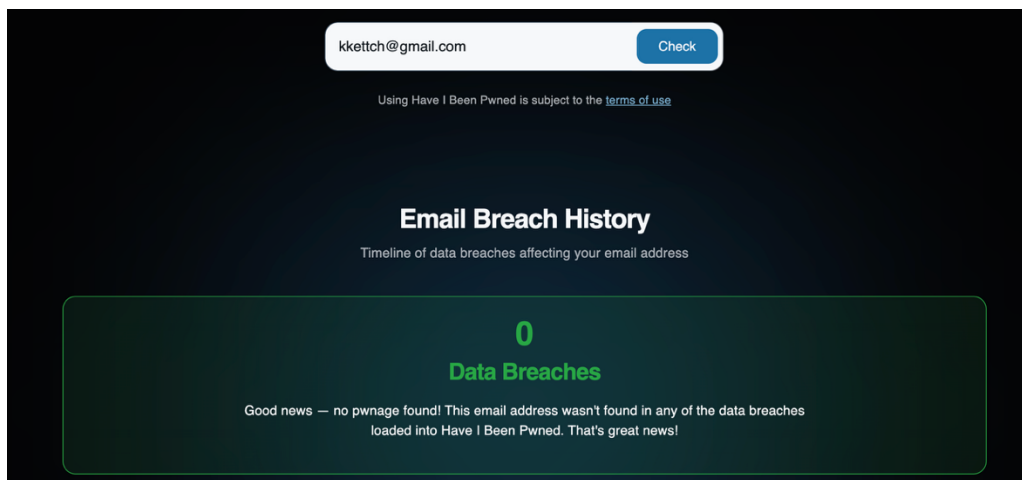 kkettch@gmail.com
Check
Using Have I Been Pwned is subject to the terms of use
Email Breach History
Timeline of data breaches affecting your email address
0
Data Breaches
Good news — no pwnage found! This email address wasn't found in any of the data breaches
loaded into Have I Been Pwned. That's great news!